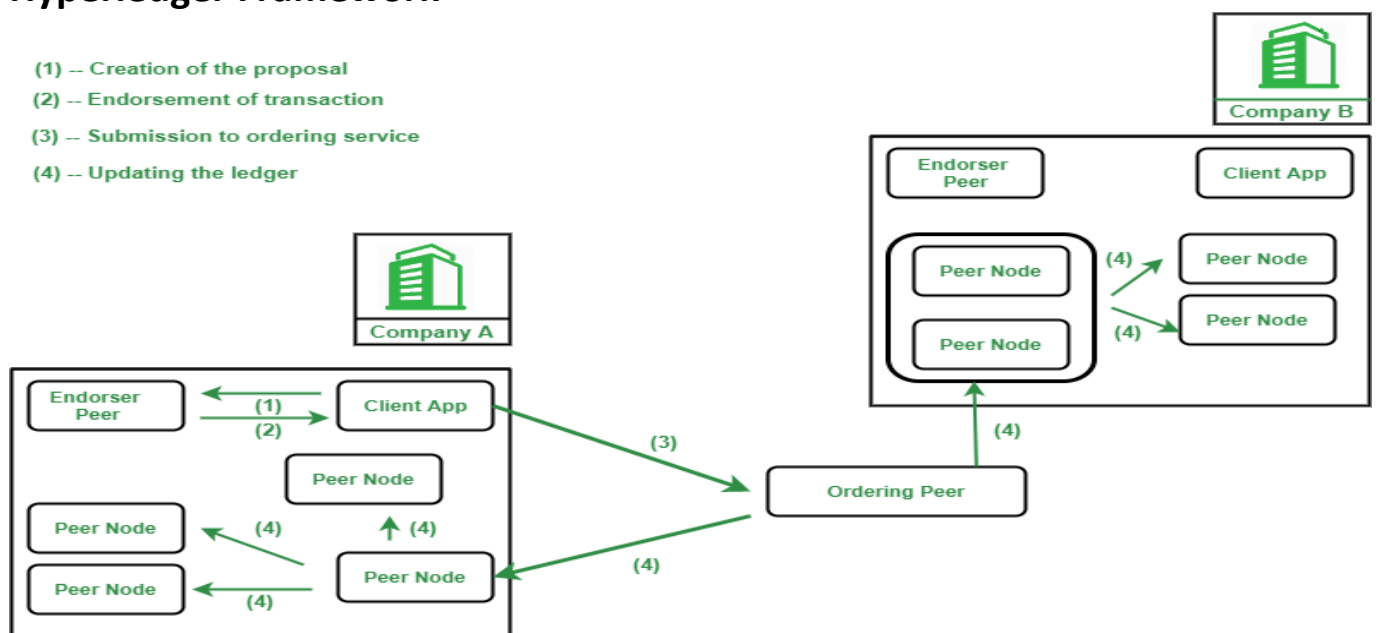 Hyperledger Framework
(1) -- Creation of the proposal
(2) -- Endorsement of transaction
(3) -- Submission to ordering service
(4) -- Updating the ledger
Company B
Endorser
Peer
Client App
Peer Node
Peer Node
(4)
(4)
Peer Node
Peer Node
Company A
Endorser
Peer
(1)
(2)
Client App
(3)
(4)
Ordering Peer
Peer Node
Peer Node
(4)
(4)
Peer Node
(4)
Peer Node
(4)